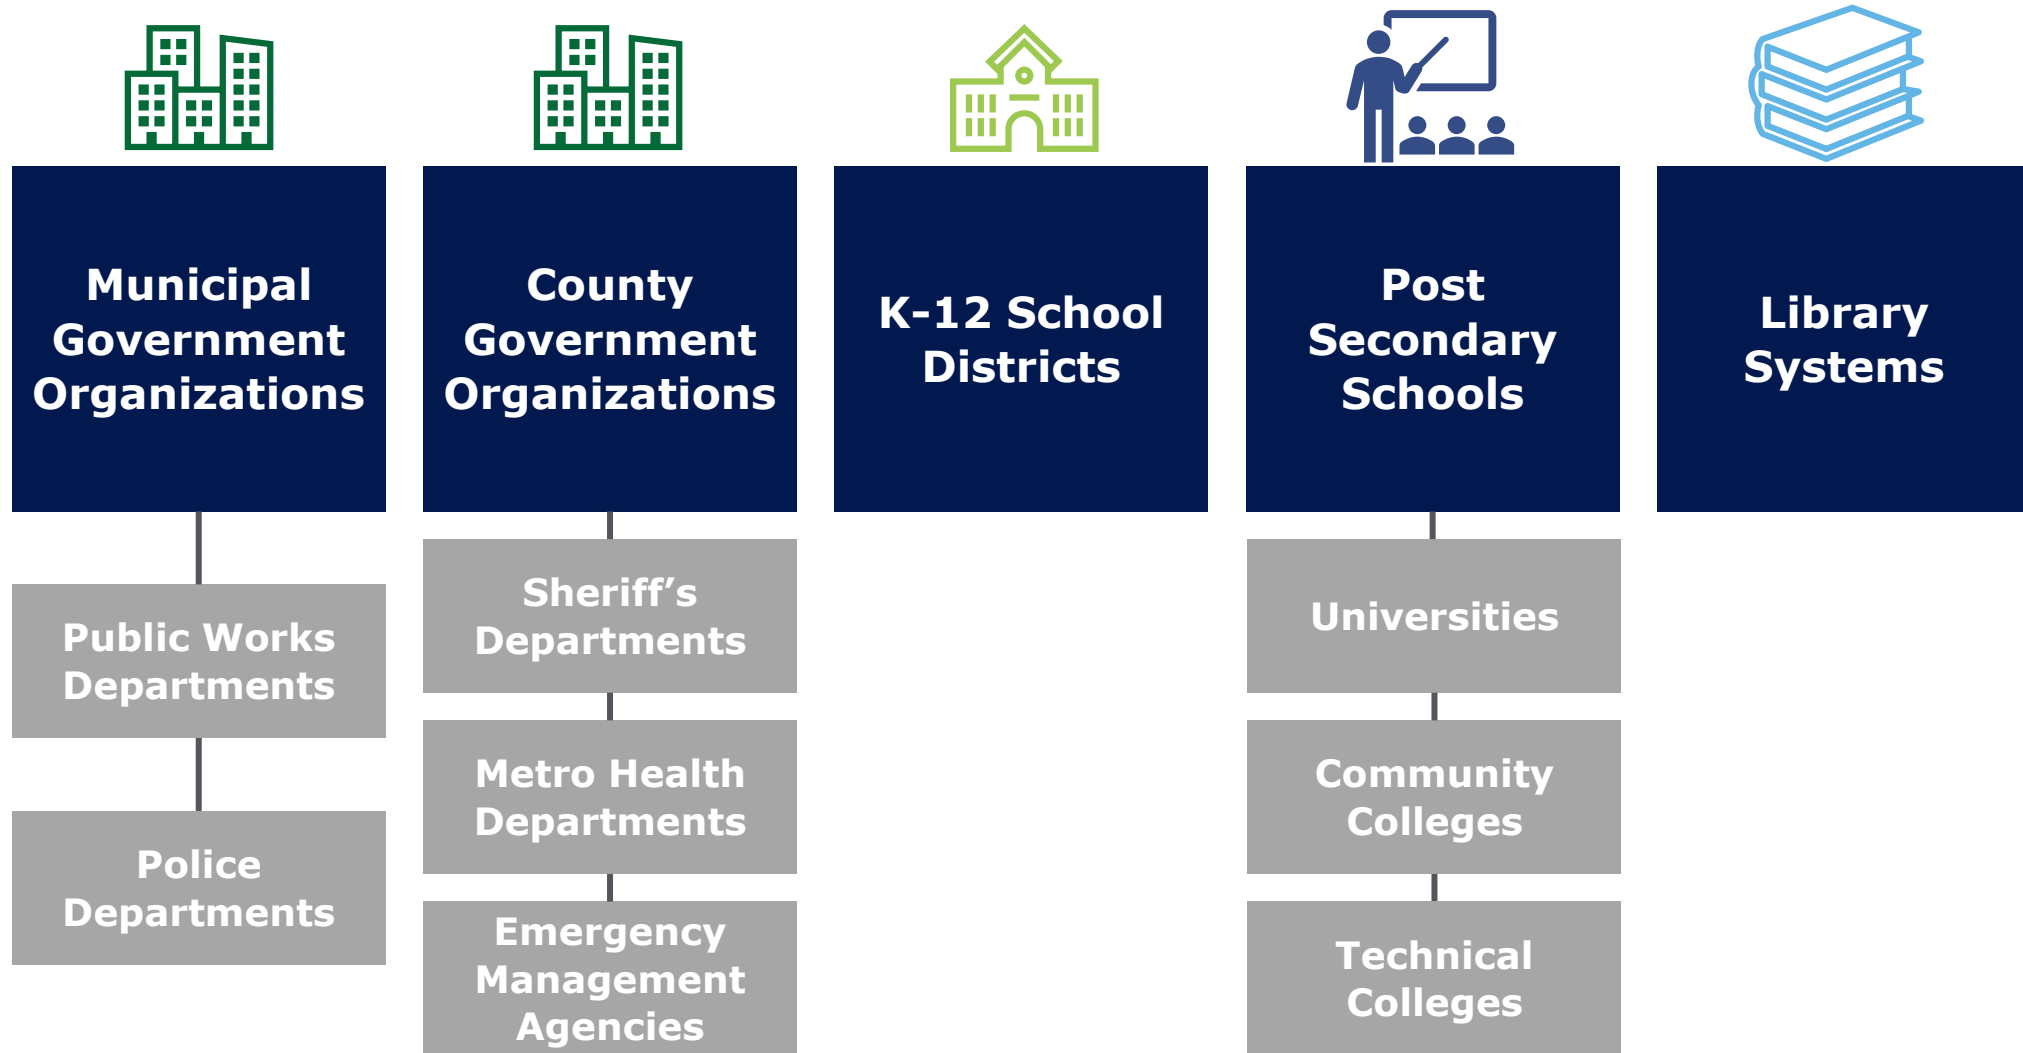 Municipal
Government
Organizations
County
Government
Organizations
K–12 School
Districts
Post
Secondary
Schools
Library
Systems
Public Works
Departments
Police
Departments
Sheriff’s
Departments
Metro Health
Departments
Emergency
Management
Agencies
Universities
Community
Colleges
Technical
Colleges